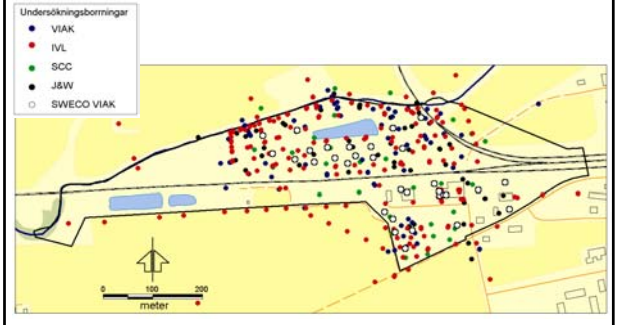 Undersökningsborrningar
VIAK
IVL
SCC
J&W
SWECO VIAK
0 100 200
meter